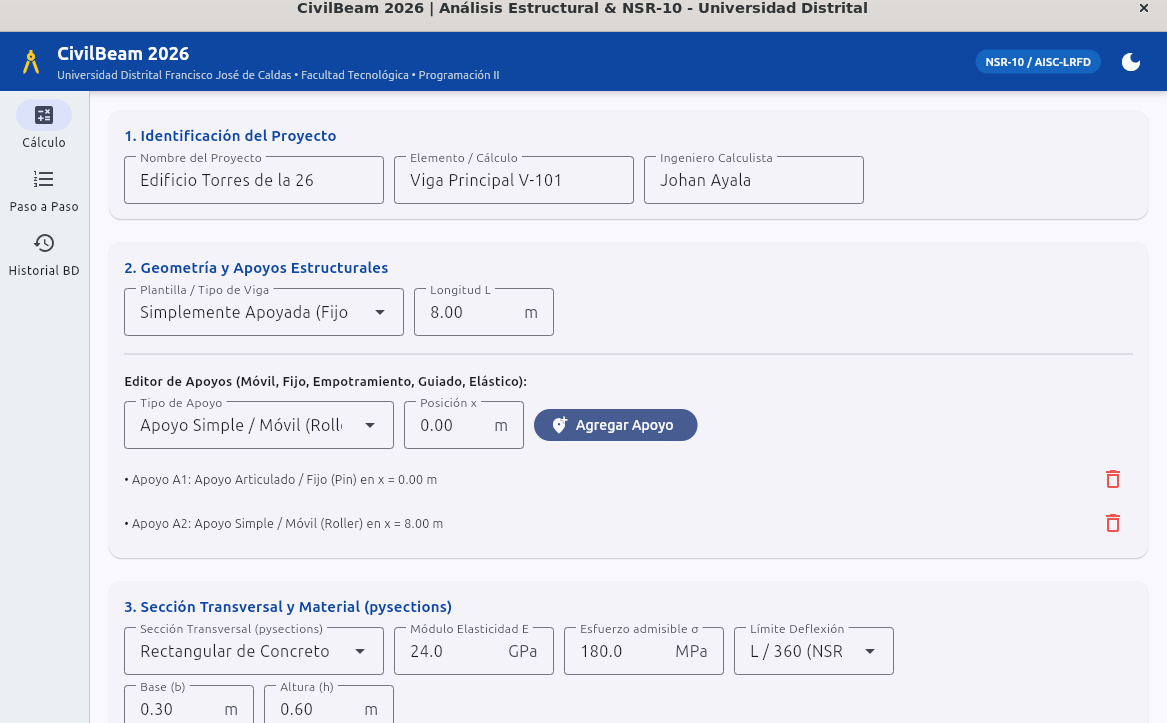 CivilBeam 2026 | Análisis Estructural & NSR-10 - Universidad Distrital
CivilBeam 2026
Universidad Distrital Francisco José de Caldas • Facultad Tecnológica • Programación II
NSR-10 / AISC-LRFD
Cálculo
Paso a Paso
Historial BD
1. Identificación del Proyecto
Nombre del Proyecto Elemento / Cálculo Ingeniero Calculista
Edificio Torres de la 26 Viga Principal V-101 Johan Ayala
2. Geometría y Apoyos Estructurales
Plantilla / Tipo de Viga Longitud L
Simplemente Apoyada (Fijo 8.00 m
Editor de Apoyos (Móvil, Fijo, Empotramiento, Guiado, Elástico):
Tipo de Apoyo Posición x
Apoyo Simple / Móvil (Roll 0.00 m Agregar Apoyo
• Apoyo A1: Apoyo Articulado / Fijo (Pin) en x = 0.00 m
• Apoyo A2: Apoyo Simple / Móvil (Roller) en x = 8.00 m
3. Sección Transversal y Material (pysections)
Sección Transversal (pysections) Módulo Elasticidad E Esfuerzo admisible σ Límite Deflexión
Rectangular de Concreto 24.0 GPa 180.0 MPa L / 360 (NSR
Base (b) Altura (h)
0.30 m 0.60 m